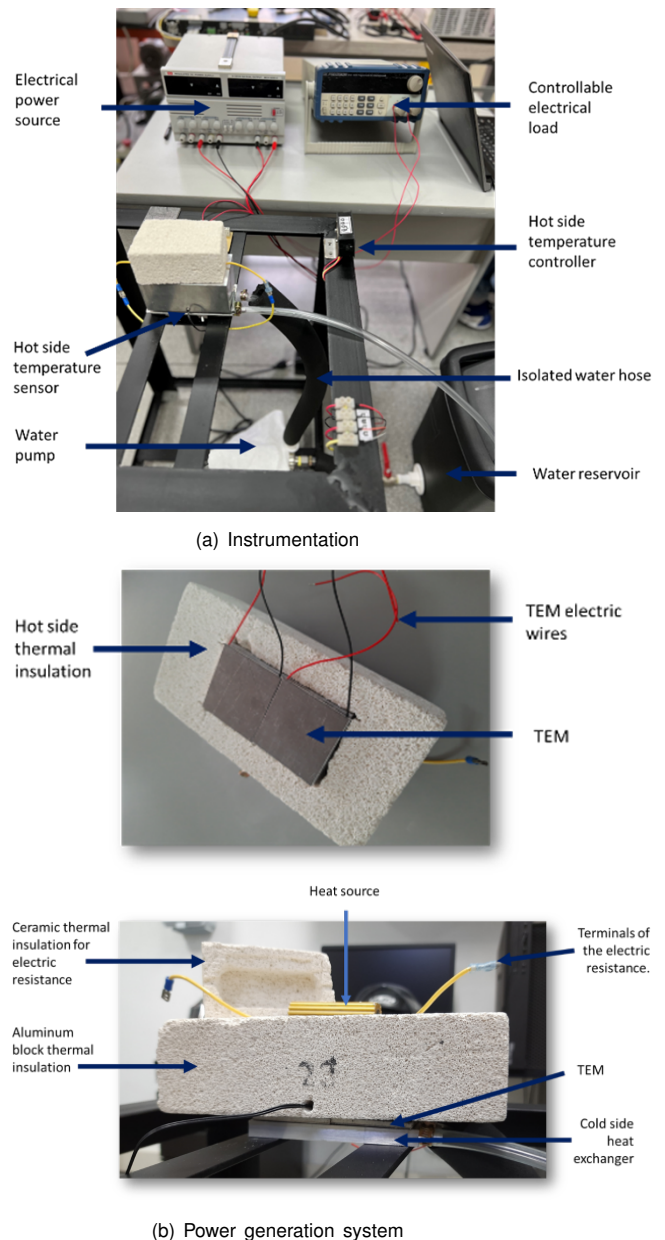 Electrical
power
source
Controllable
electrical
load
Hot side
temperature
controller
Hot side
temperature
sensor
Isolated water hose
Water
pump
Water reservoir
(a) Instrumentation
Hot side
thermal
insulation
TEM electric
wires
TEM
Heat source
Ceramic thermal
insulation for
electric
resistance
Terminals of
the electric
resistance.
Aluminum
block thermal
insulation
TEM
Cold side
heat
exchanger
(b) Power generation system